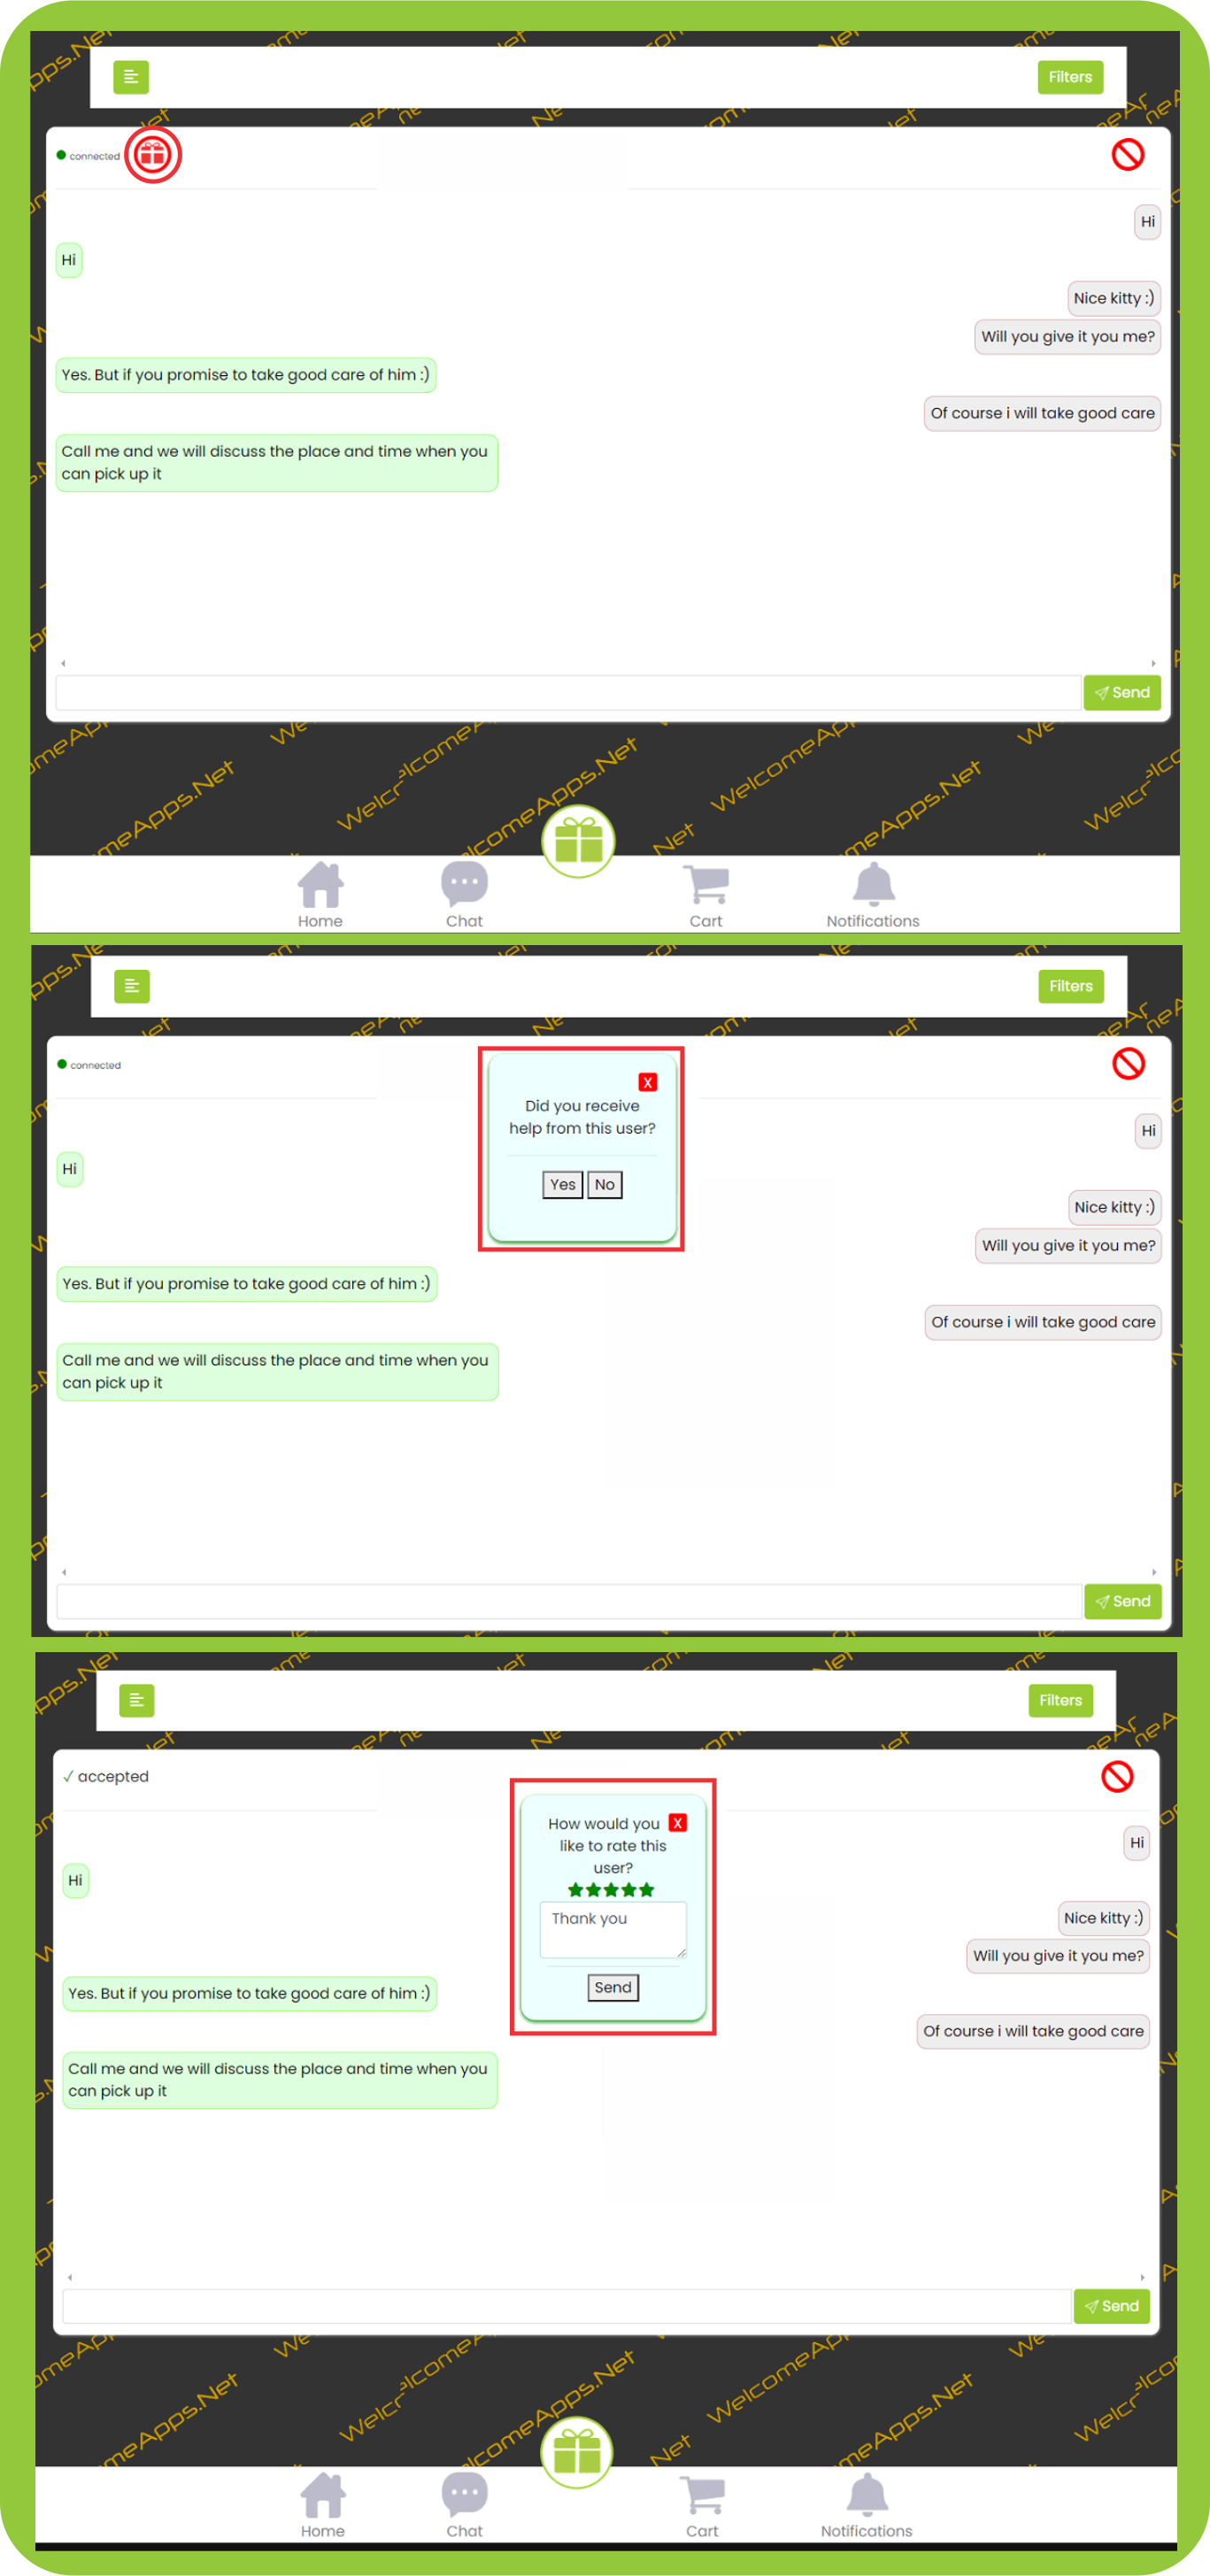 Filters
connected
Hi
Hi
Nice kitty :)
Will you give it you me?
Yes. But if you promise to take good care of him :)
Of course i will take good care
Call me and we will discuss the place and time when you
can pick up it
Send
WelcomeApps.Net
Home
Chat
Cart
Notifications
Filters
connected
X
Did you receive
help from this user?
Yes No
Hi
Hi
Nice kitty :)
Will you give it you me?
Yes. But if you promise to take good care of him :)
Of course i will take good care
Call me and we will discuss the place and time when you
can pick up it
Send
Filters
✓ accepted
How would you X
like to rate this
user?
Thank you
Send
Hi
Hi
Nice kitty :)
Will you give it you me?
Yes. But if you promise to take good care of him :)
Of course i will take good care
Call me and we will discuss the place and time when you
can pick up it
Send
WelcomeApps.Net
Home
Chat
Cart
Notifications